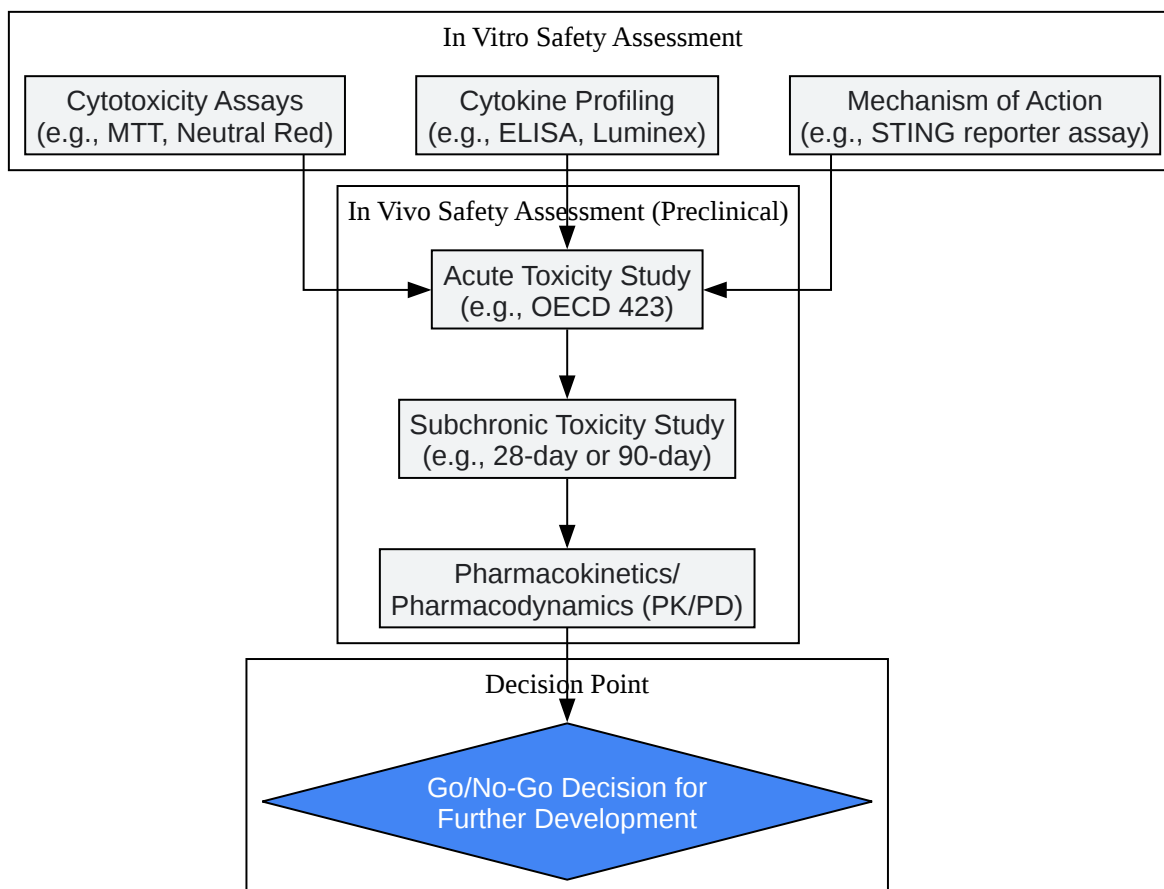 In Vitro Safety Assessment
Cytotoxicity Assays
(e.g., MTT, Neutral Red)
Cytokine Profiling
(e.g., ELISA, Luminex)
Mechanism of Action
(e.g., STING reporter assay)
In Vivo Safety Assessment (Preclinical)
Acute Toxicity Study
(e.g., OECD 423)
Subchronic Toxicity Study
(e.g., 28-day or 90-day)
Pharmacokinetics/
Pharmacodynamics (PK/PD)
Decision Point
Go/No-Go Decision for
Further Development